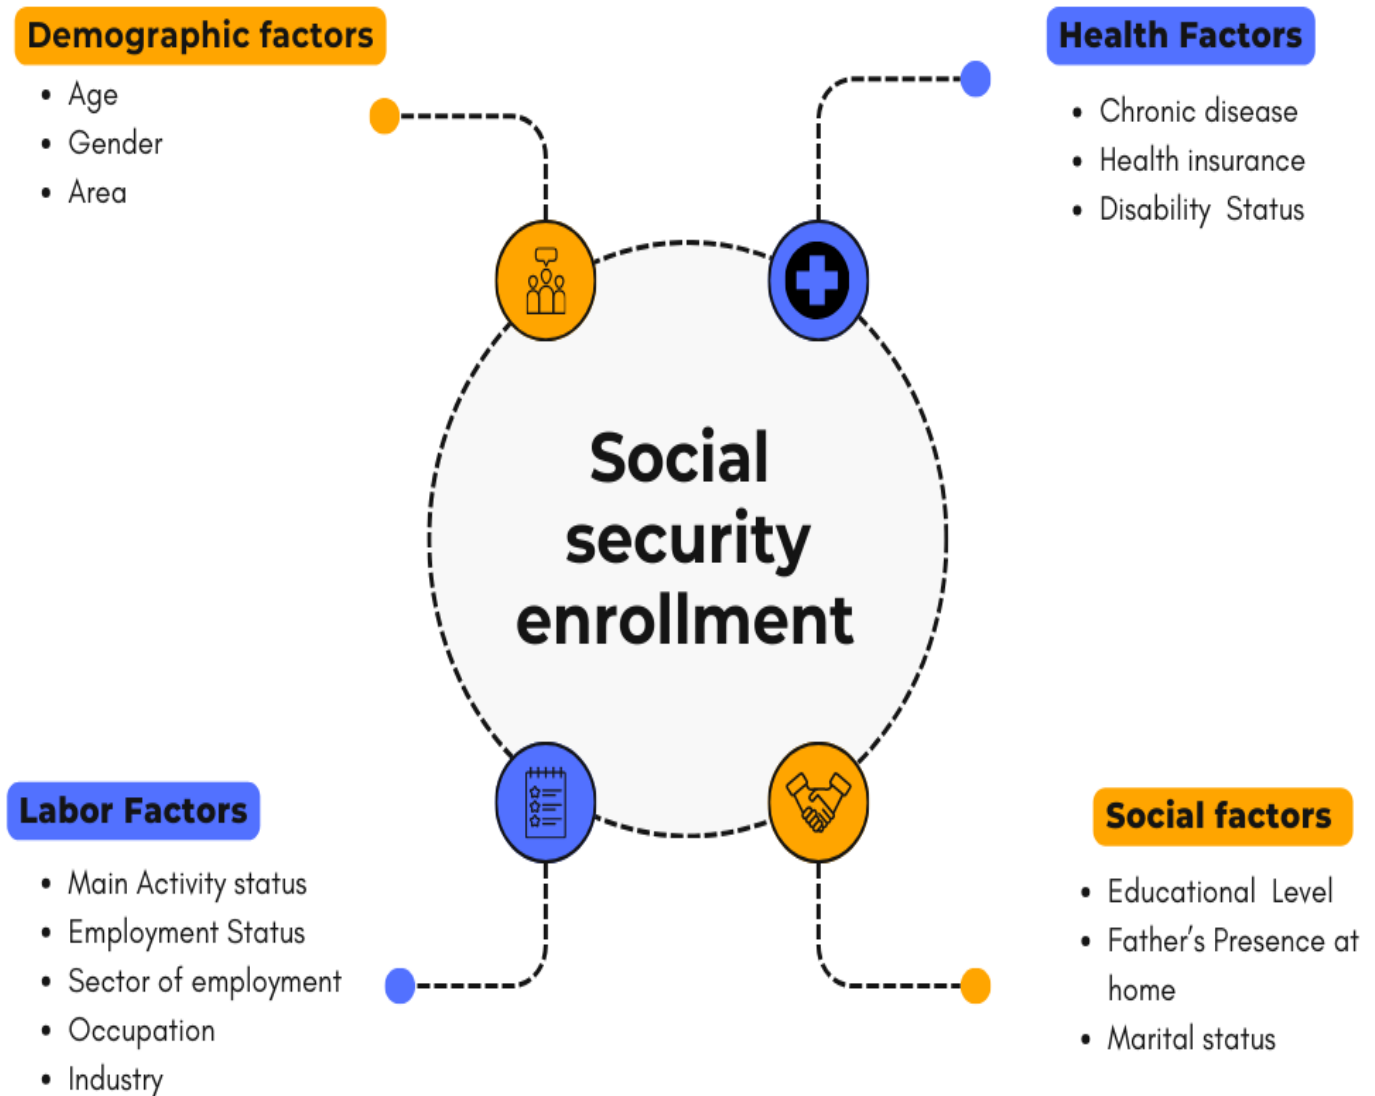 Demographic factors
Age
Gender
Area
Health Factors
Chronic disease
Health insurance
Disability Status
Social
security
enrollment
Labor Factors
Main Activity status
Employment Status
Sector of employment
Occupation
Industry
Social factors
Educational Level
Father's Presence at
home
Marital status